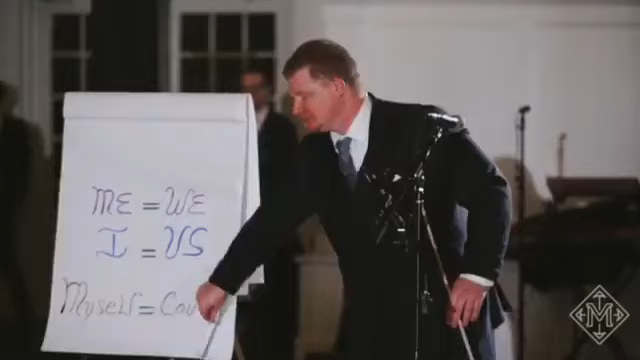 ME = WE
I = US
Myself =
M